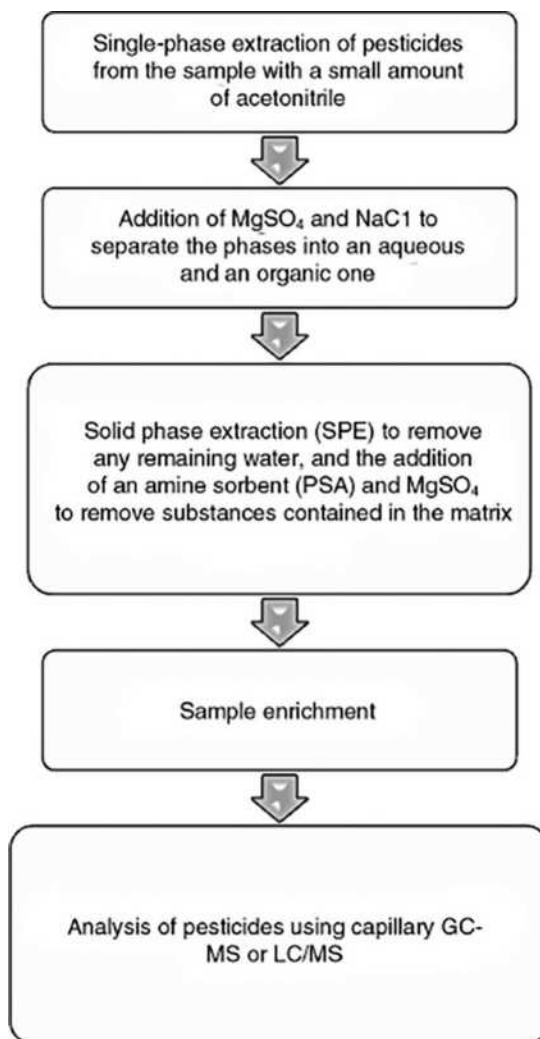 Single-phase extraction of pesticides
from the sample with a small amount
of acetonitrile
Addition of MgSO₄ and NaC1 to
separate the phases into an aqueous
and an organic one
Solid phase extraction (SPE) to remove
any remaining water, and the addition
of an amine sorbent (PSA) and MgSO₄
to remove substances contained in the matrix
Sample enrichment
Analysis of pesticides using capillary GC-
MS or LC/MS